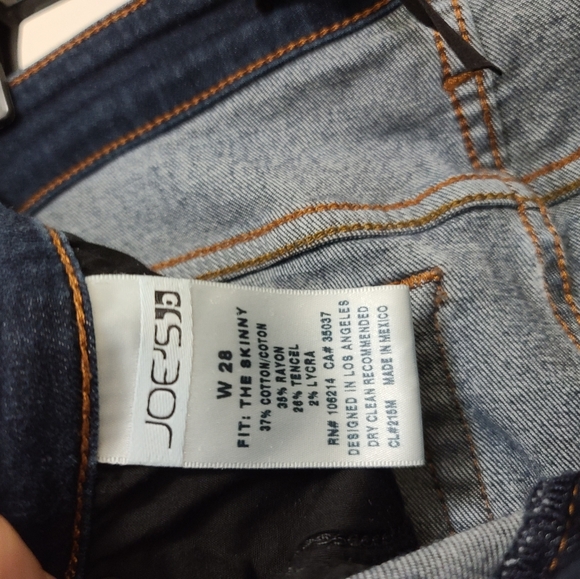 JOE'S
W 28
FIT: THE SKINNY
37% COTTON/COTON
35% RAYON
26% TENCEL
2% LYCRA
RN# 106214 CA# 35037
DESIGNED IN LOS ANGELES
DRY CLEAN RECOMMENDED
CL#215M MADE IN MEXICO